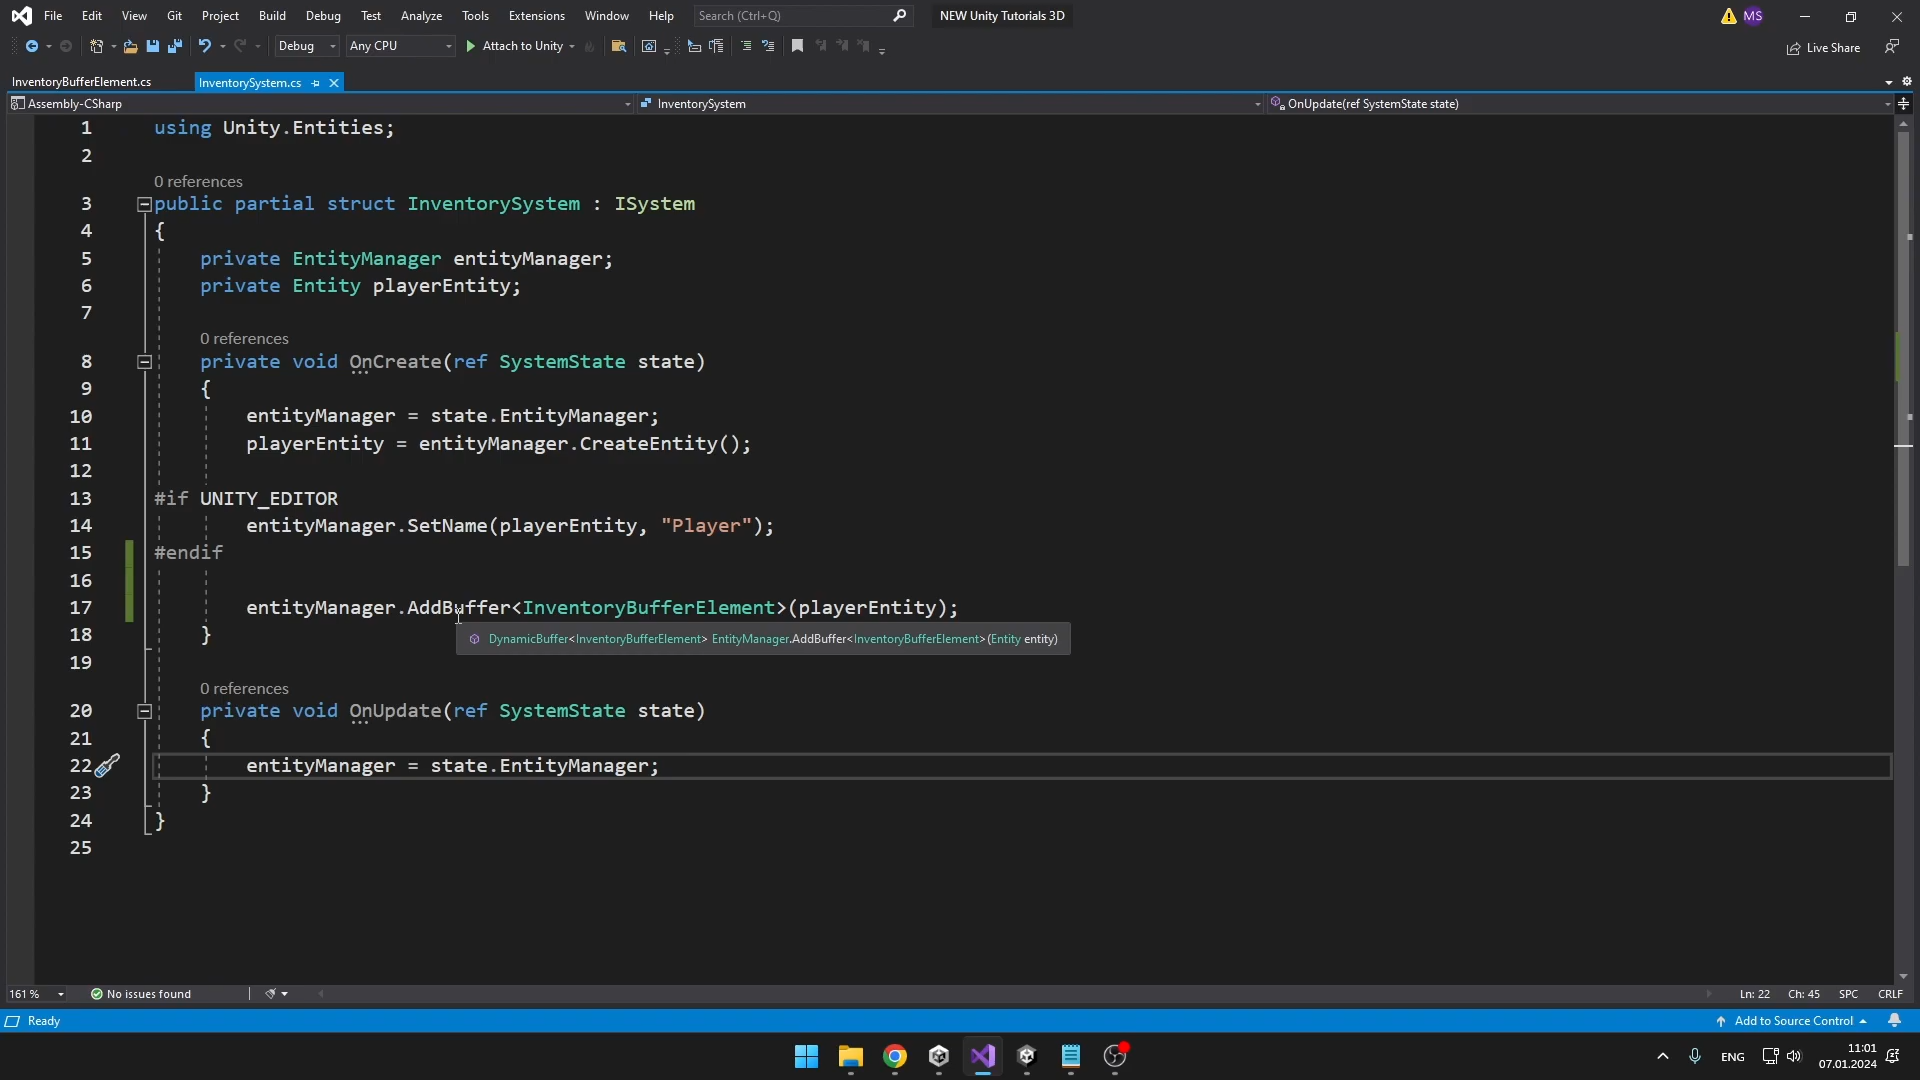 File Edit View Git Project Build Debug Test Analyze Tools Extensions Window Help Search (Ctrl+Q) NEW Unity Tutorials 3D MS
Debug Any CPU Attach to Unity Live Share
InventoryBufferElement.cs InventorySystem.cs
Assembly-CSharp InventorySystem OnUpdate(ref SystemState state)
1 using Unity.Entities;
2
0 references
3 public partial struct InventorySystem : ISystem
4 {
5 private EntityManager entityManager;
6 private Entity playerEntity;
7
0 references
8 private void OnCreate(ref SystemState state)
9 {
10 entityManager = state.EntityManager;
11 playerEntity = entityManager.CreateEntity();
12
13 #if UNITY_EDITOR
14 entityManager.SetName(playerEntity, "Player");
15 #endif
16
17 entityManager.AddBuffer<InventoryBufferElement>(playerEntity);
DynamicBuffer<InventoryBufferElement> EntityManager.AddBuffer<InventoryBufferElement>(Entity entity)
18 }
19
0 references
20 private void OnUpdate(ref SystemState state)
21 {
22 entityManager = state.EntityManager;
23 }
24 }
25
161 % No issues found Ln: 22 Ch: 45 SPC CRLF
Ready Add to Source Control
ENG 11:01
07.01.2024